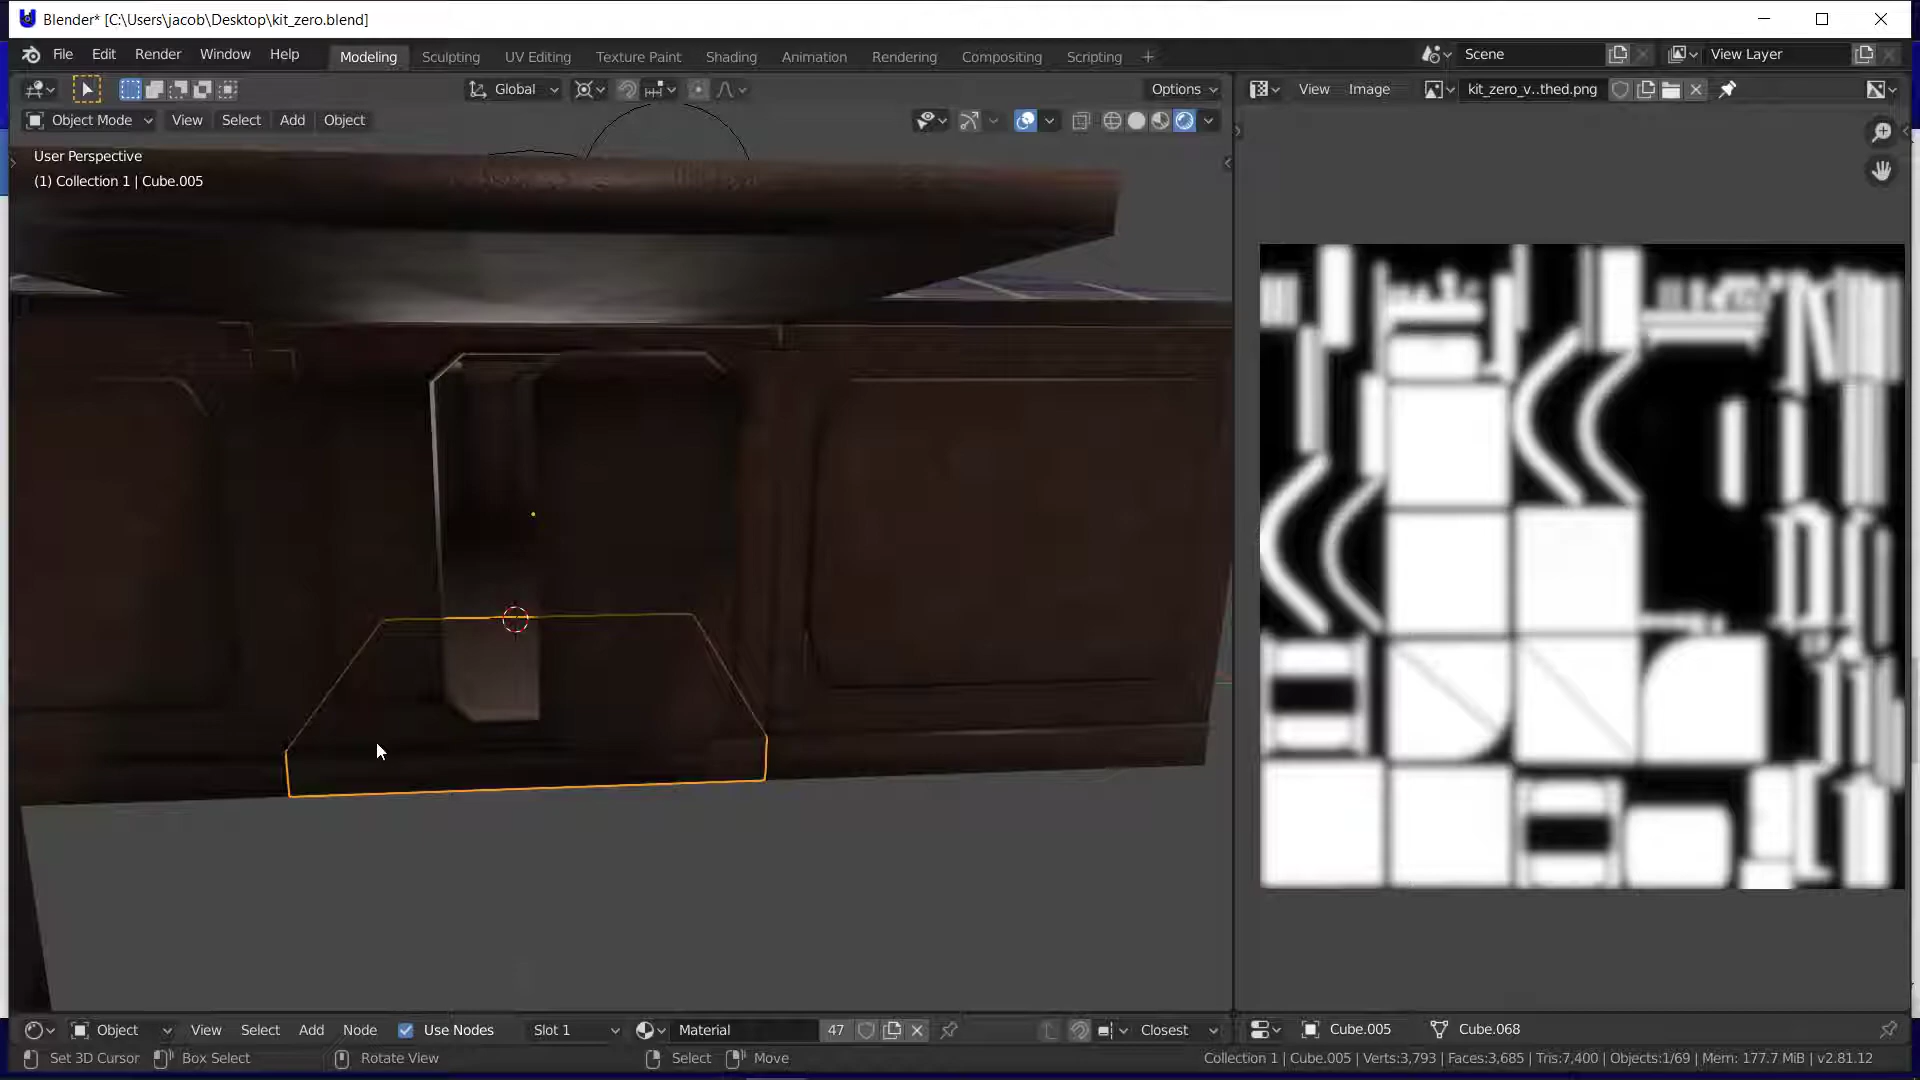 Blender* [C:\Users\jacob\Desktop\kit_zero.blend]
File Edit Render Window Help Modeling Sculpting UV Editing Texture Paint Shading Animation Rendering Compositing Scripting Scene View Layer
Global Options View Image kit_zero_v..thed.png
Object Mode View Select Add Object
User Perspective
(1) Collection 1 | Cube.005
Object View Select Add Node Use Nodes Slot 1 Material 47 Closest Cube.005 Cube.068
Set 3D Cursor Box Select Rotate View Select Move Collection 1 | Cube.005 | Verts:3,793 | Faces:3,685 | Tris:7,400 | Objects:1/69 | Mem: 177.7 MiB | v2.81.12